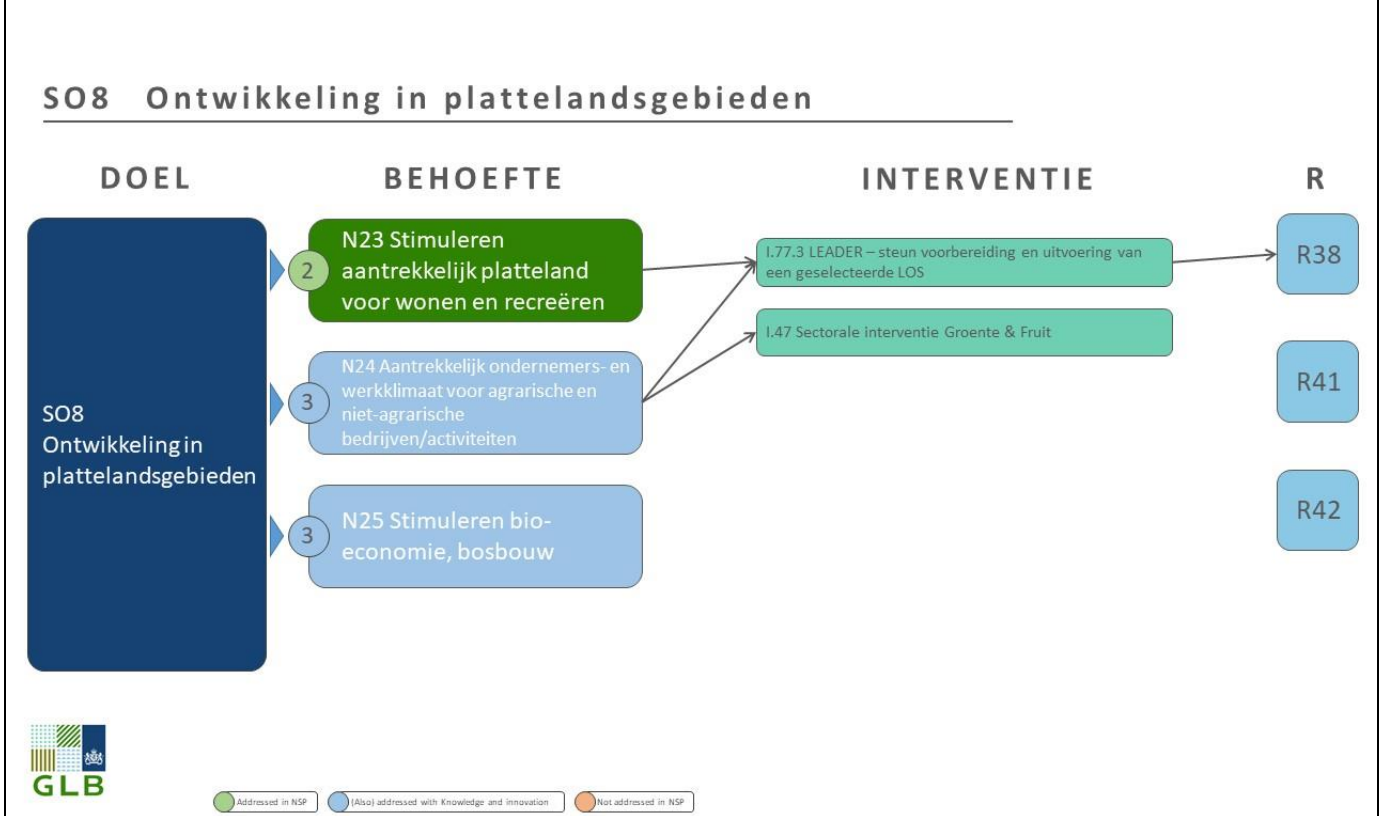 SO8 Ontwikkeling in plattelandsgebieden
DOEL
BEHOEFTE
INTERVENTIE
R
SO8
Ontwikkeling in
plattelandsgebieden
2
N23 Stimuleren
aantrekkelijk platteland
voor wonen en recreëren
3
N24 Aantrekkelijk ondernemers- en
werkklimaat voor agrarische en
niet-agrarische
bedrijven/activiteiten
3
N25 Stimuleren bio-
economie, bosbouw
I.77.3 LEADER – steun voorbereiding en uitvoering van
een geselecteerde LOS
I.47 Sectorale interventie Groente & Fruit
R38
R41
R42
GLB
Addressed in NSP
(Also) addressed with Knowledge and innovation
Not addressed in NSP